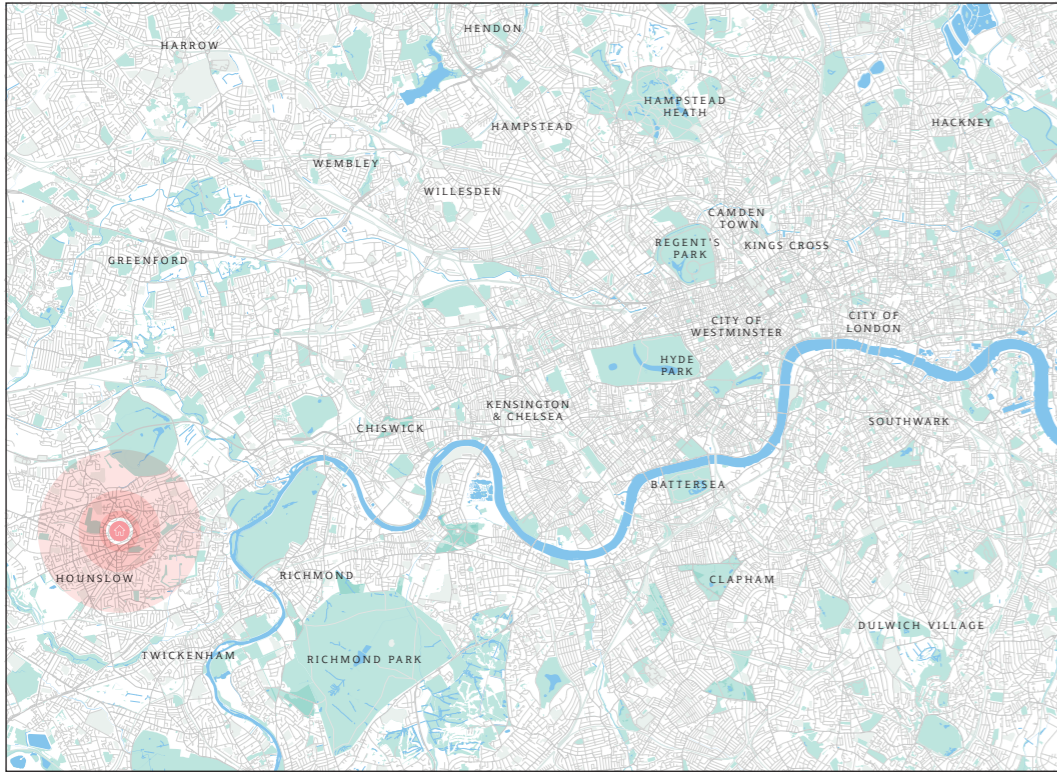 HENDON
HARROW
HAMPSTEAD
HEATH
HACKNEY
HAMPSTEAD
WEMBLEY
WILLESDEN
CAMDEN
TOWN
REGENT'S
PARK
KINGS CROSS
GREENFORD
CITY OF
WESTMINSTER
CITY OF
LONDON
HYDE
PARK
KENSINGTON
& CHELSEA
CHISWICK
SOUTHWARK
BATTERSEA
HOUNSLOW
RICHMOND
CLAPHAM
DULWICH VILLAGE
TWICKENHAM
RICHMOND PARK